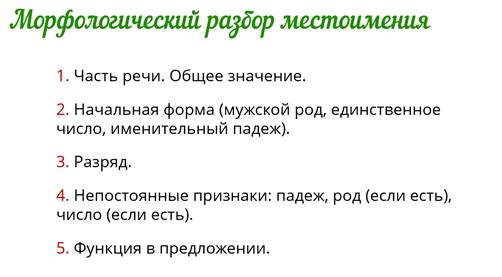 Морфологический разбор местоимения
1. Часть речи. Общее значение.
2. Начальная форма (мужской род, единственное
число, именительный падеж).
3. Разряд.
4. Непостоянные признаки: падеж, род (если есть),
число (если есть).
5. Функция в предложении.